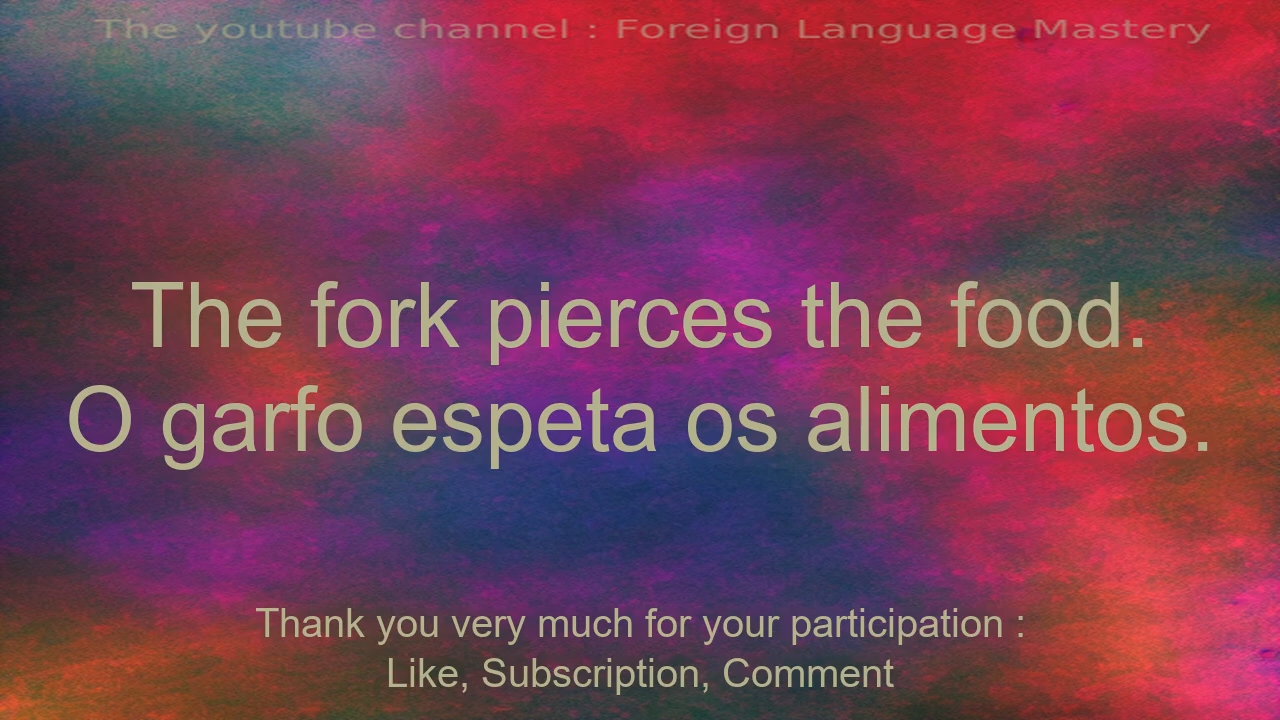 The youtube channel : Foreign Language Mastery
The fork pierces the food.
O garfo espeta os alimentos.
Thank you very much for your participation :
Like, Subscription, Comment